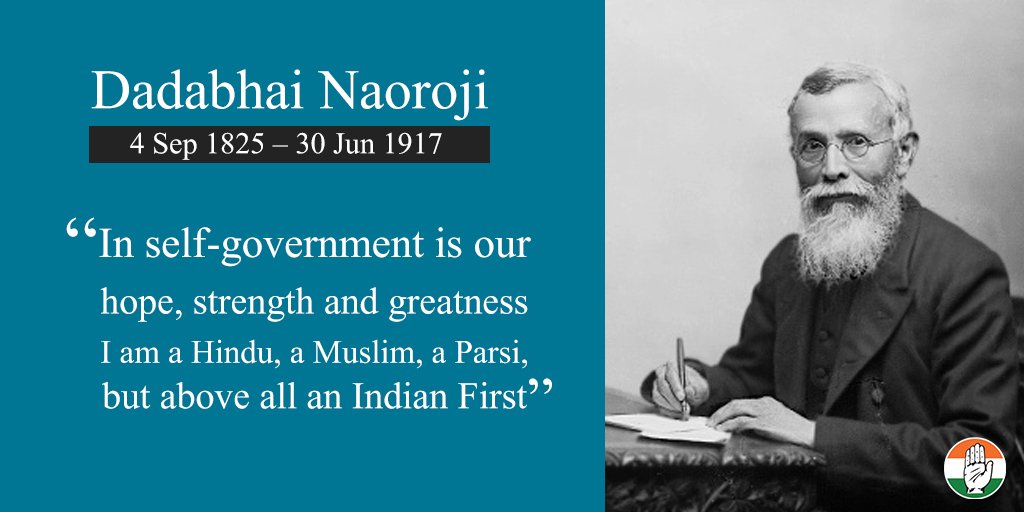 Dadabhai Naoroji
4 Sep 1825 – 30 Jun 1917
“In self-government is our
hope, strength and greatness
I am a Hindu, a Muslim, a Parsi,
but above all an Indian First”